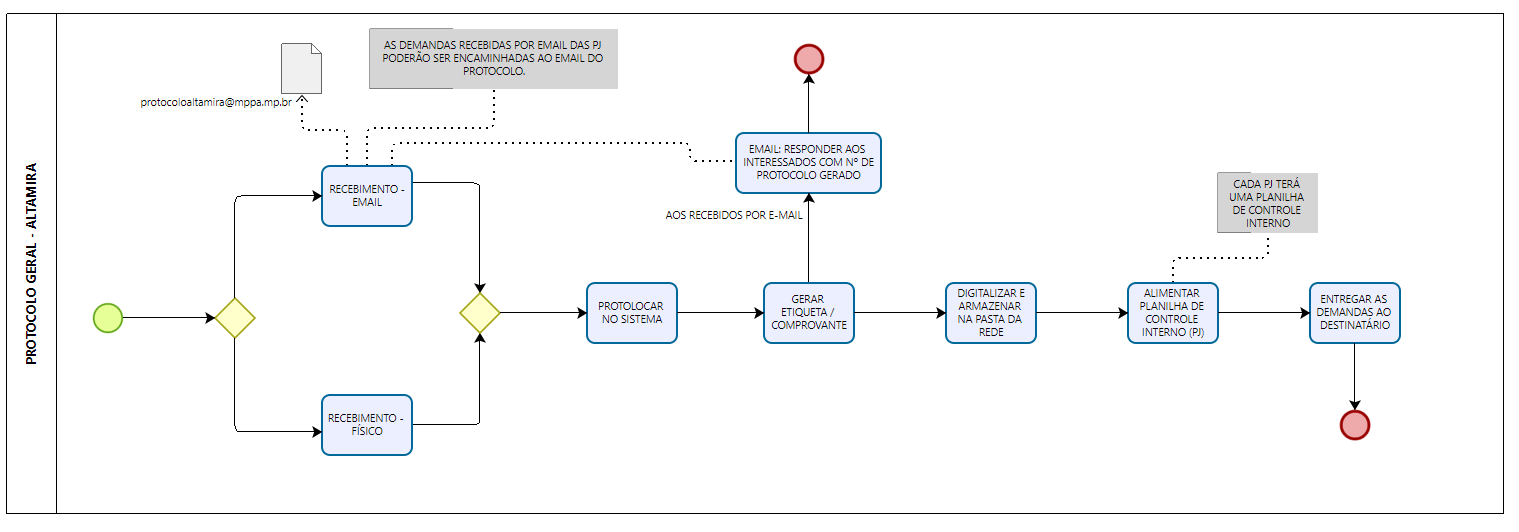 PROTOCOLO GERAL - ALTAMIRA
protocoloaltamira@mppa.mp.br
AS DEMANDAS RECEBIDAS POR EMAIL DAS PJ
PODERÃO SER ENCAMINHADAS AO EMAIL DO
PROTOCOLO.
RECEBIMENTO -
EMAIL
RECEBIMENTO -
FÍSICO
PROTOLOCAR
NO SISTEMA
GERAR
ETIQUETA /
COMPROVANTE
AOS RECEBIDOS POR E-MAIL
EMAIL: RESPONDER AOS
INTERESSADOS COM Nº DE
PROTOCOLO GERADO
DIGITALIZAR E
ARMAZENAR
NA PASTA DA
REDE
ALIMENTAR
PLANILHA DE
CONTROLE
INTERNO (PJ)
CADA PJ TERÁ
UMA PLANILHA
DE CONTROLE
INTERNO
ENTREGAR AS
DEMANDAS AO
DESTINATÁRIO